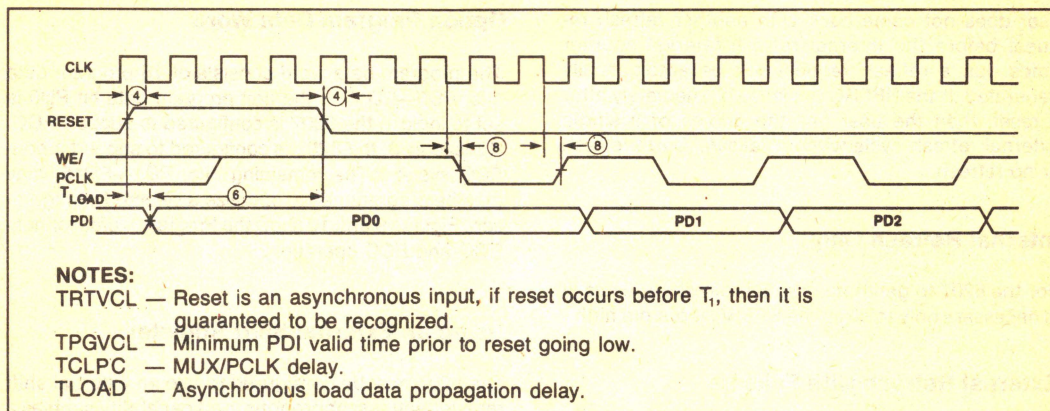 CLK
④ ④
RESET
⑧ ⑧
WE/
PCLK
TLOAD ⑥
PDI PD0 PD1 PD2
NOTES:
TRTVCL — Reset is an asynchronous input, if reset occurs before T₁, then it is
guaranteed to be recognized.
TPGVCL — Minimum PDI valid time prior to reset going low.
TCLPC — MUX/PCLK delay.
TLOAD — Asynchronous load data propagation delay.